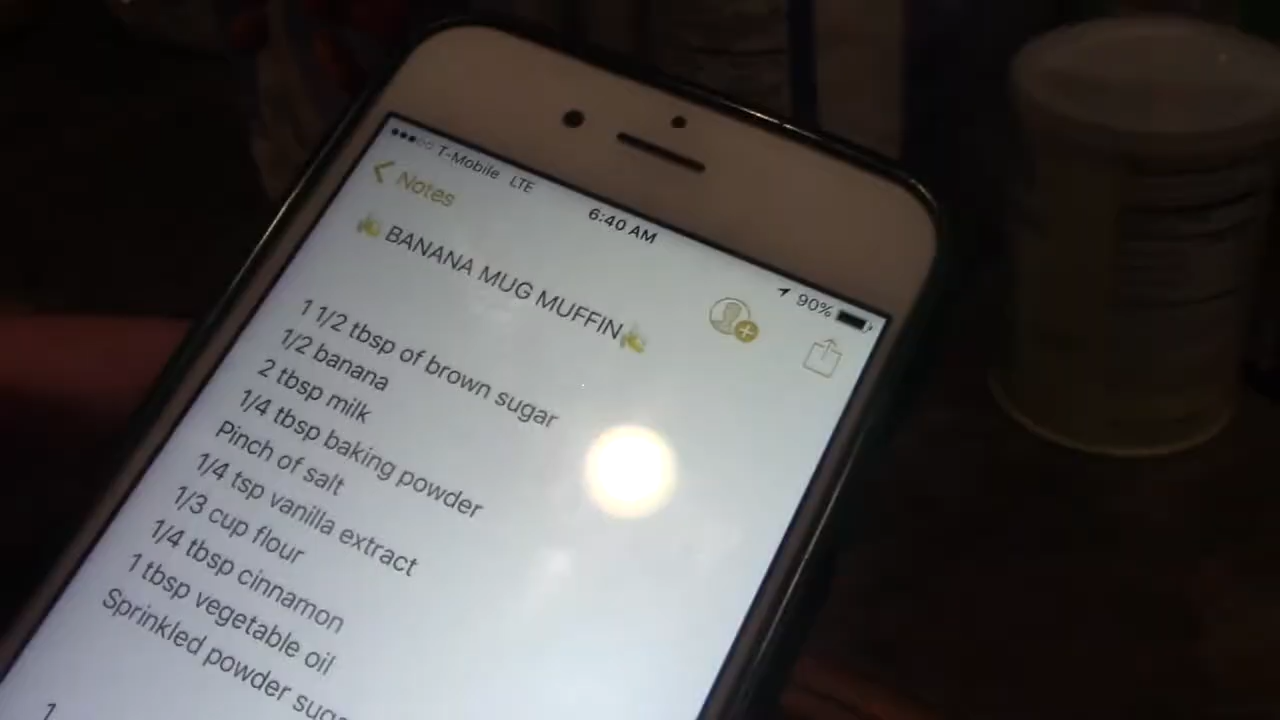 T-Mobile LTE
6:40 AM
90%
Notes
🍌 BANANA MUG MUFFIN🍌
1 1/2 tbsp of brown sugar
1/2 banana
2 tbsp milk
1/4 tbsp baking powder
Pinch of salt
1/4 tsp vanilla extract
1/3 cup flour
1/4 tbsp cinnamon
1 tbsp vegetable oil
Sprinkled powder
1